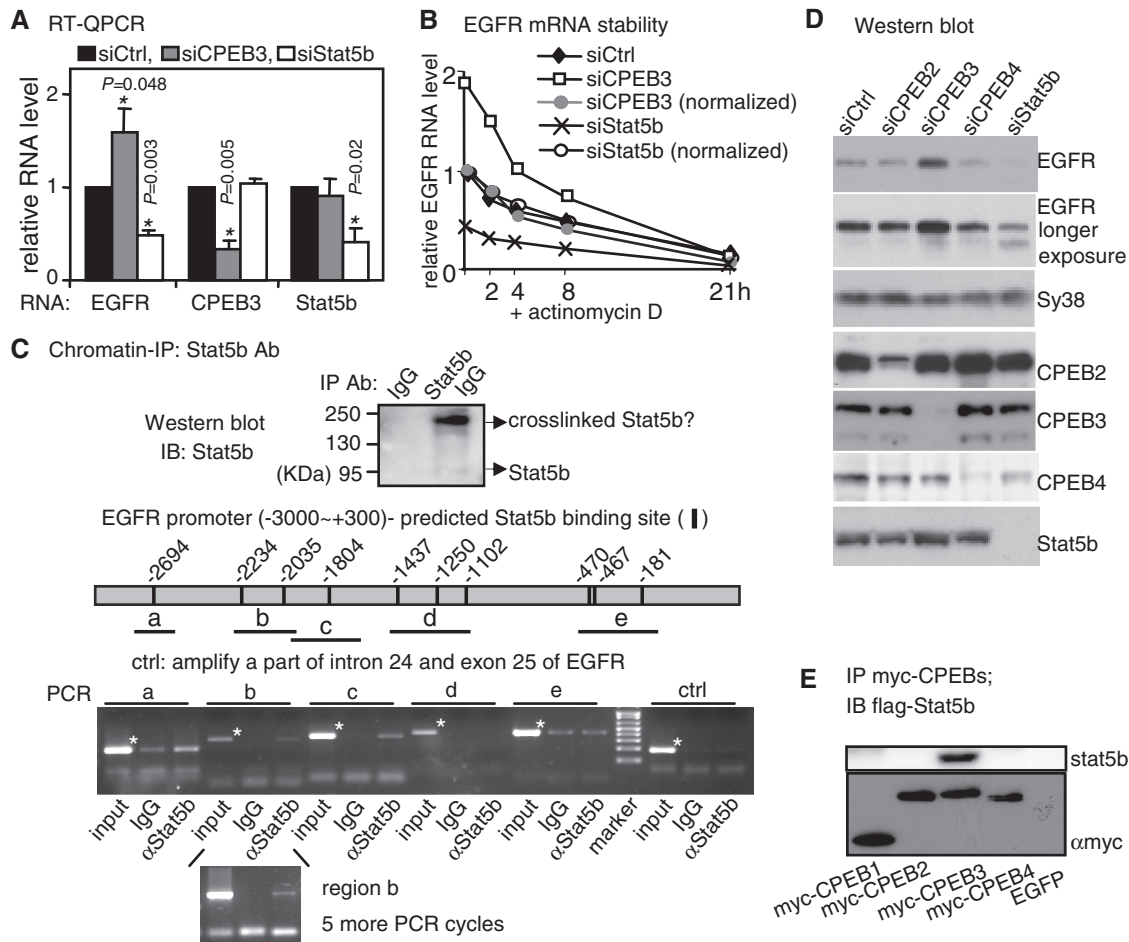 A RT-QPCR
siCtrl, siCPEB3, siStat5b
relative RNA level
2
1
0
P=0.048
*
P=0.003
*
P=0.005
*
P=0.02
*
RNA: EGFR CPEB3 Stat5b
B EGFR mRNA stability
siCtrl
siCPEB3
siCPEB3 (normalized)
siStat5b
siStat5b (normalized)
relative EGFR RNA level
2
1
0
2 4 8 21h
+ actinomycin D
C Chromatin-IP: Stat5b Ab
IP Ab: IgG Stat5b IgG
Western blot
IB: Stat5b
250
130
(KDa) 95
crosslinked Stat5b?
Stat5b
EGFR promoter (-3000~+300)- predicted Stat5b binding site ( )
-2694 -2234 -2035 -1804 -1437 -1250 -1102 -470 -467 -181
a b c d e
ctrl: amplify a part of intron 24 and exon 25 of EGFR
PCR a b c d e ctrl
* * * * * *
input IgG αStat5b input IgG αStat5b input IgG αStat5b input IgG αStat5b input IgG αStat5b marker input IgG αStat5b
region b
5 more PCR cycles
D Western blot
siCtrl siCPEB2 siCPEB3 siCPEB4 siStat5b
EGFR
EGFR
longer
exposure
Sy38
CPEB2
CPEB3
CPEB4
Stat5b
E IP myc-CPEBs;
IB flag-Stat5b
stat5b
αmyc
myc-CPEB1 myc-CPEB2 myc-CPEB3 myc-CPEB4 EGFP